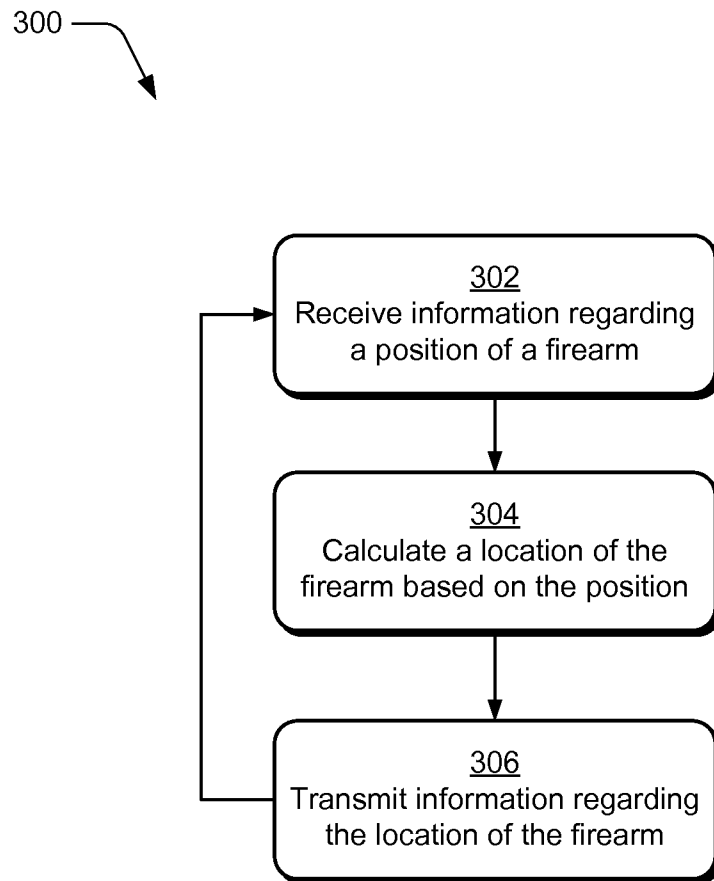 300
302
Receive information regarding
a position of a firearm
304
Calculate a location of the
firearm based on the position
306
Transmit information regarding
the location of the firearm